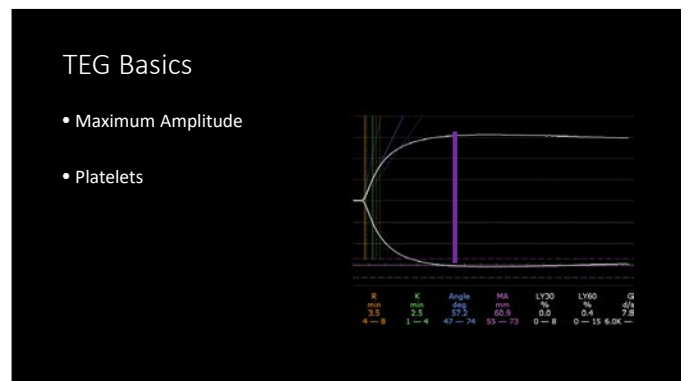 TEG Basics
• Maximum Amplitude
• Platelets
R K Angle MA LY30 LY60 G
min min deg mm % % d/s
3.5 2.5 57.2 60.9 0.0 0.4 7.8
4 — 8 1 — 4 47 — 74 55 — 73 0 — 8 0 — 15 6.0K —